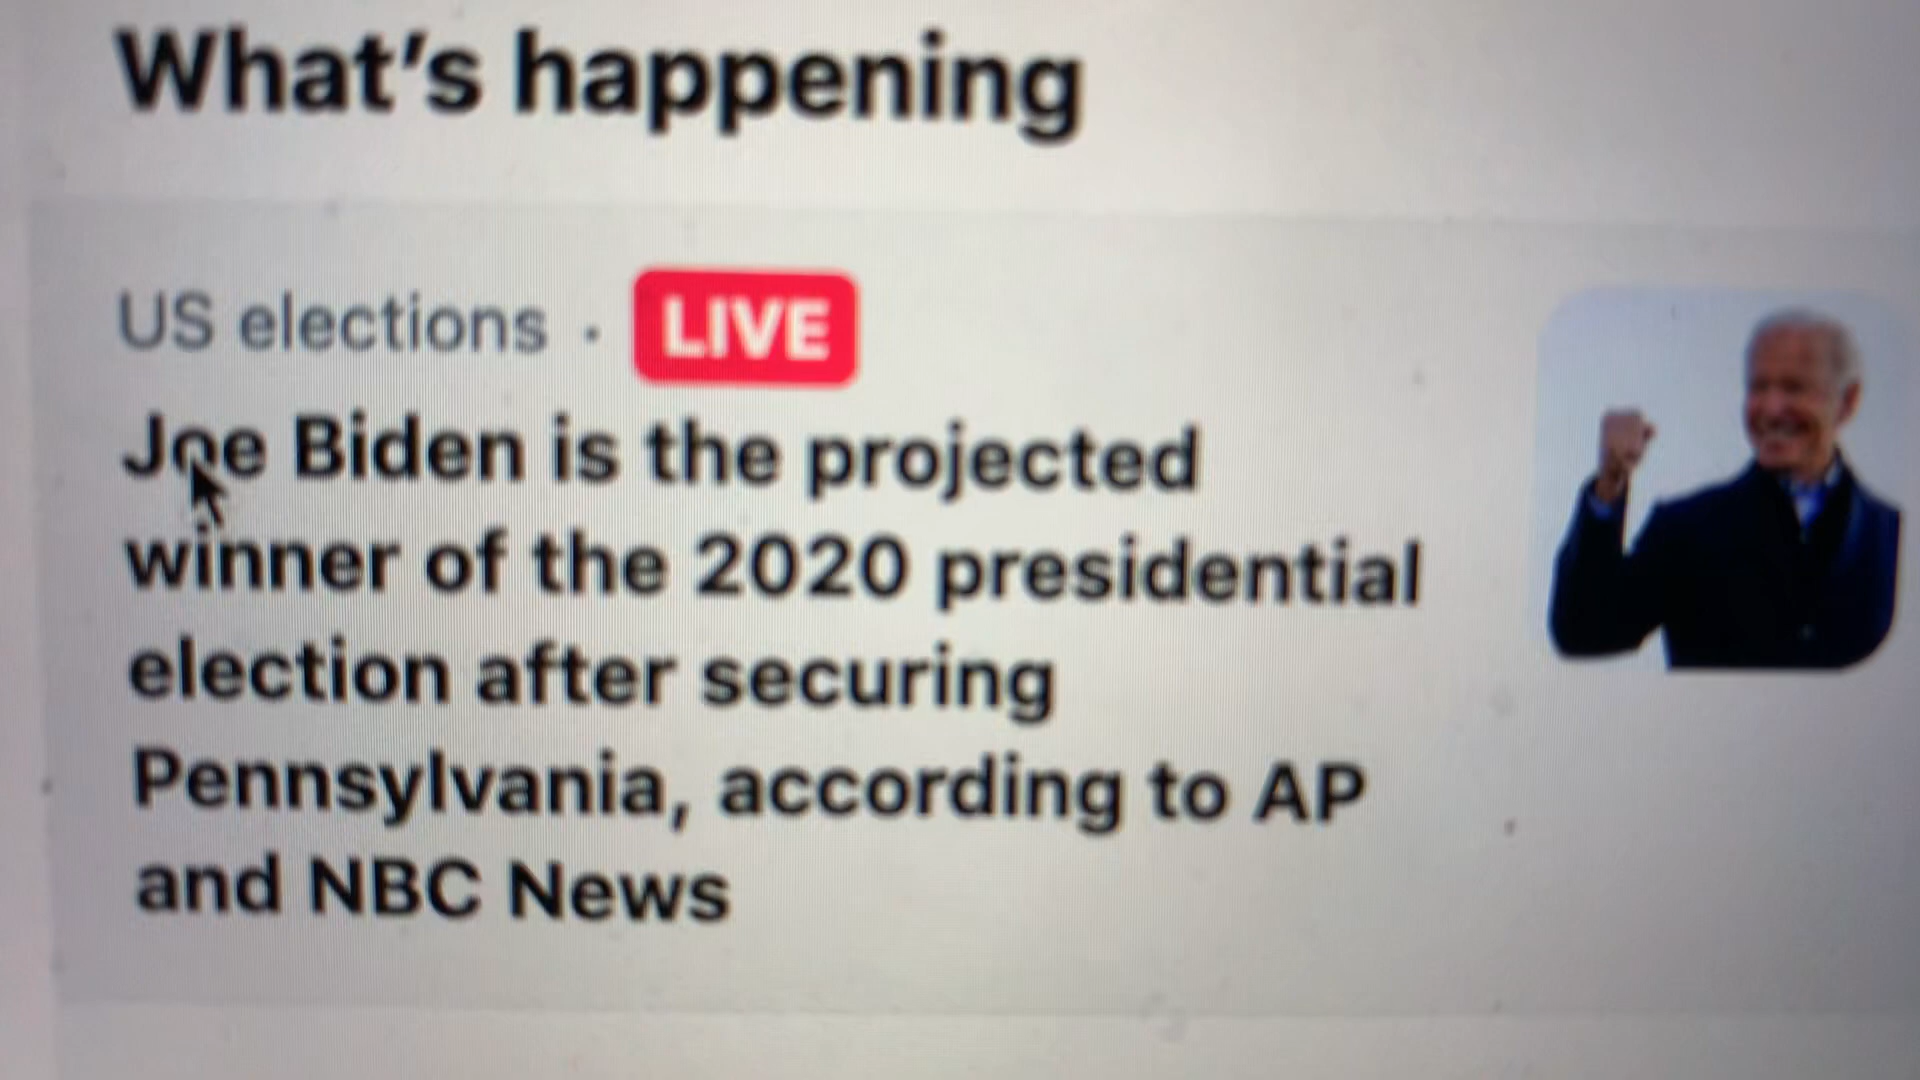 What's happening
US elections · LIVE
Joe Biden is the projected
winner of the 2020 presidential
election after securing
Pennsylvania, according to AP
and NBC News